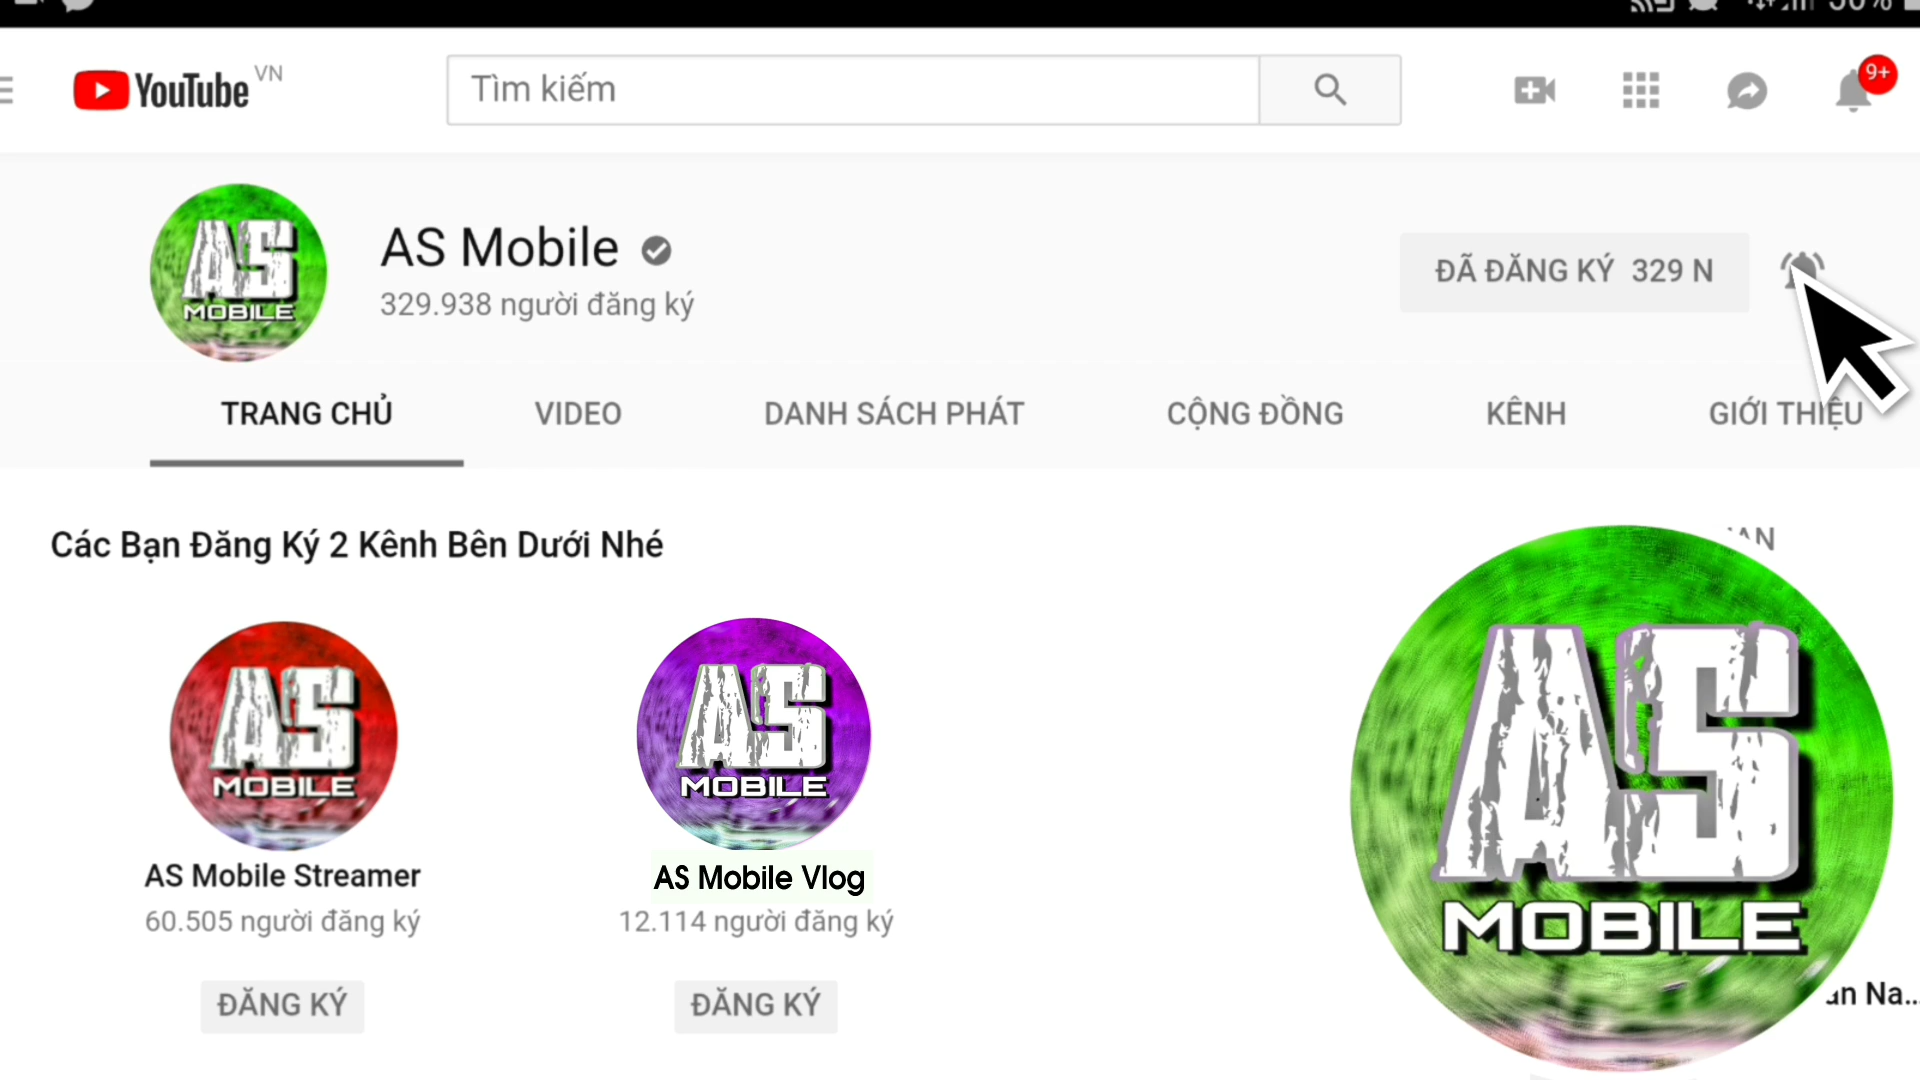 50%
YouTube VN
Tìm kiếm
9+
AS
MOBILE
AS Mobile
329.938 người đăng ký
ĐÃ ĐĂNG KÝ 329 N
TRANG CHỦ
VIDEO
DANH SÁCH PHÁT
CỘNG ĐỒNG
KÊNH
GIỚI THIỆU
Các Bạn Đăng Ký 2 Kênh Bên Dưới Nhé
AS
MOBILE
AS Mobile Streamer
60.505 người đăng ký
ĐĂNG KÝ
AS
MOBILE
AS Mobile Vlog
12.114 người đăng ký
ĐĂNG KÝ
AS
MOBILE
Na...